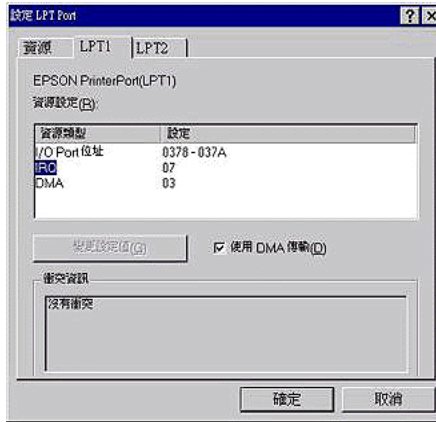 設定 LPT Port
資源 LPT1 LPT2
EPSON PrinterPort(LPT1)
資源設定(R):
資源類型 設定
I/O Port 位址 0378 - 037A
IRQ 07
DMA 03
變更設定值(G) 使用 DMA 傳輸(D)
衝突資訊
沒有衝突
確定 取消